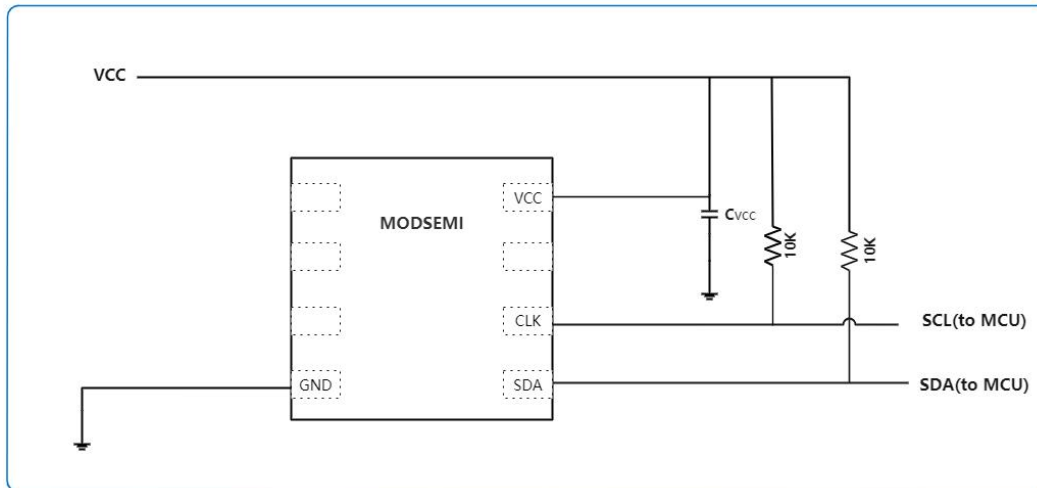 VCC
VCC
MODSEMI
CVCC
10K
10K
CLK
SCL(to MCU)
GND
SDA
SDA(to MCU)